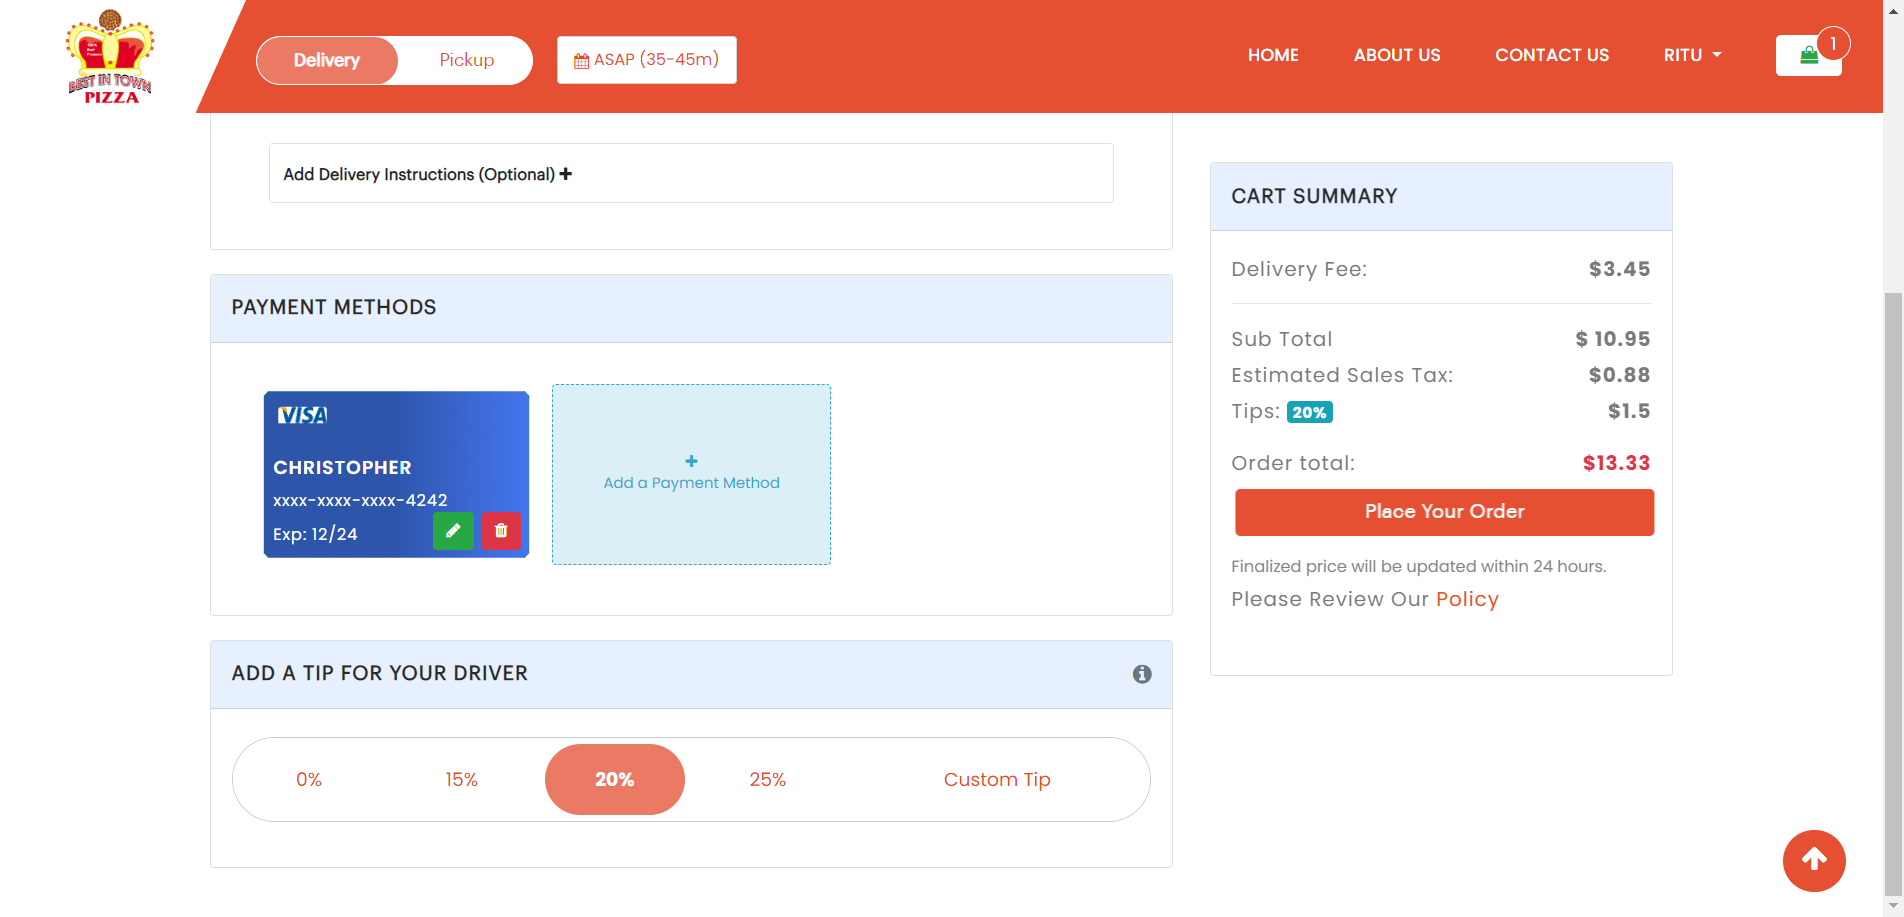 BEST IN TOWN
PIZZA
Delivery
Pickup
ASAP (35-45m)
HOME
ABOUT US
CONTACT US
RITU
1
Add Delivery Instructions (Optional)
PAYMENT METHODS
VISA
CHRISTOPHER
xxxx-xxxx-xxxx-4242
Exp: 12/24
Add a Payment Method
ADD A TIP FOR YOUR DRIVER
0%
15%
20%
25%
Custom Tip
CART SUMMARY
Delivery Fee: $3.45
Sub Total $ 10.95
Estimated Sales Tax: $0.88
Tips: 20% $1.5
Order total: $13.33
Place Your Order
Finalized price will be updated within 24 hours.
Please Review Our Policy